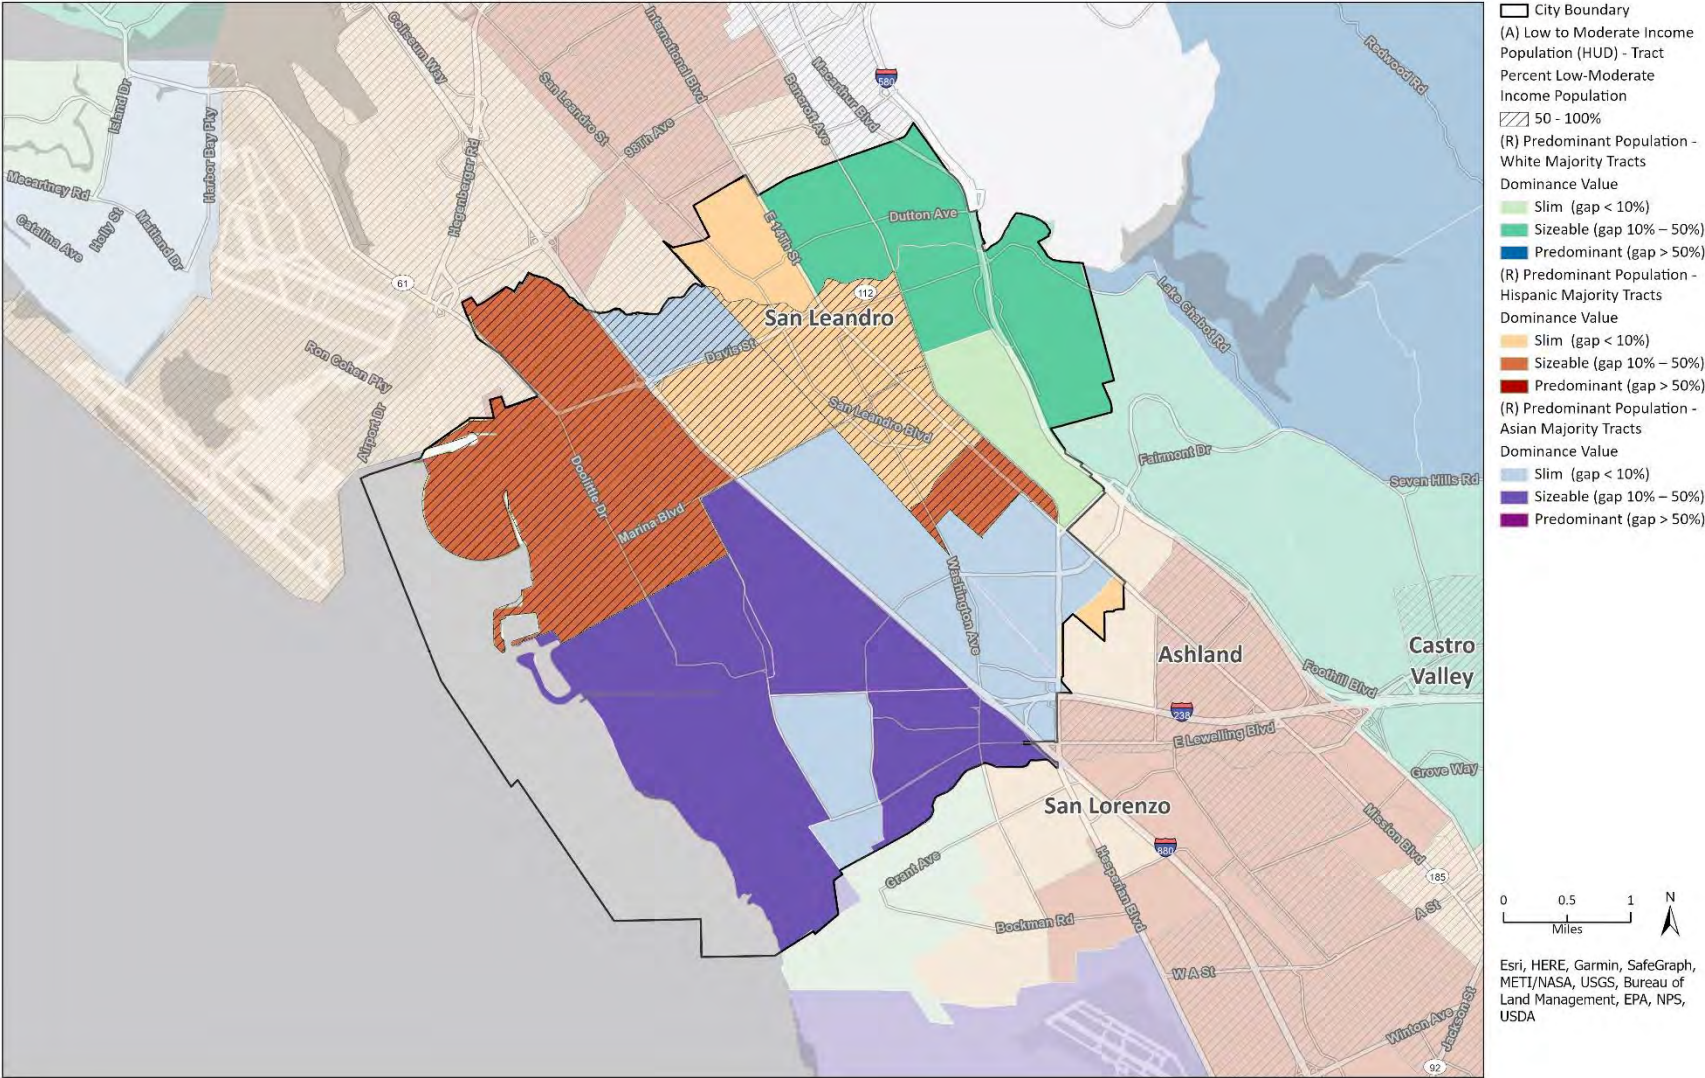 Coliseum Way
International Blvd
580
Redwood Rd
Island Dr
Harbor Bay Pky
San Leandro St
98Th Ave
Bancroft Ave
Macarthur Blvd
Mecartney Rd
Holly St
Maitland Dr
Catalina Ave
Hegenberger Rd
E 14Th St
Dutton Ave
61
112
San Leandro
Lake Chabot Rd
Ron Cohen Pky
Davis St
Airport Dr
San Leandro Blvd
Doolittle Dr
Marina Blvd
Fairmont Dr
Seven Hills Rd
Washington Ave
Ashland
Castro
Valley
Foothill Blvd
238
E Lewelling Blvd
Grove Way
San Lorenzo
Mission Blvd
880
Grant Ave
Hesperian Blvd
185
A St
Bockman Rd
W A St
Winton Ave
Jackson St
92
City Boundary
(A) Low to Moderate Income
Population (HUD) - Tract
Percent Low-Moderate
Income Population
50 - 100%
(R) Predominant Population -
White Majority Tracts
Dominance Value
Slim (gap < 10%)
Sizeable (gap 10% – 50%)
Predominant (gap > 50%)
(R) Predominant Population -
Hispanic Majority Tracts
Dominance Value
Slim (gap < 10%)
Sizeable (gap 10% – 50%)
Predominant (gap > 50%)
(R) Predominant Population -
Asian Majority Tracts
Dominance Value
Slim (gap < 10%)
Sizeable (gap 10% – 50%)
Predominant (gap > 50%)
0 0.5 1
Miles
N
Esri, HERE, Garmin, SafeGraph,
METI/NASA, USGS, Bureau of
Land Management, EPA, NPS,
USDA